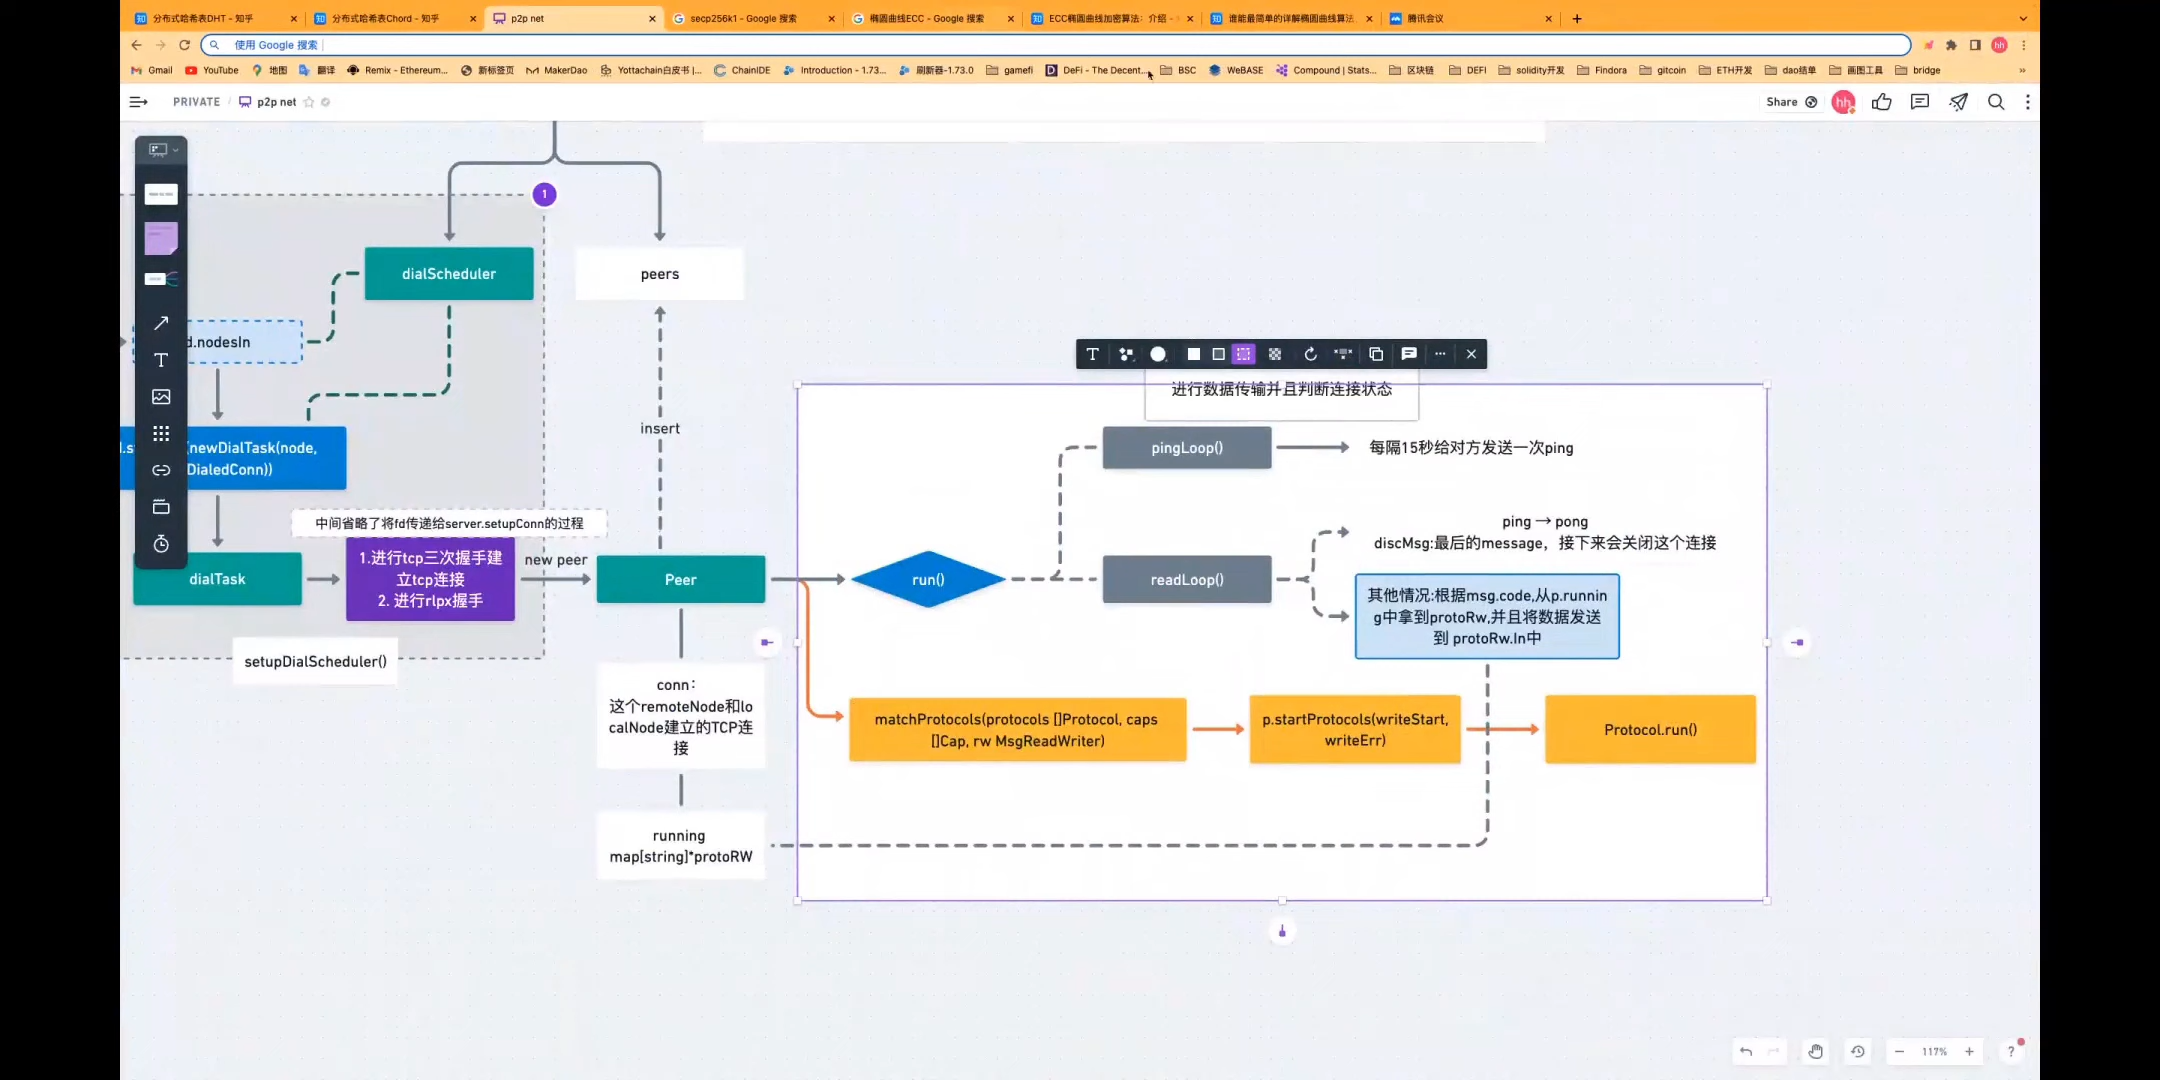 分布式哈希表DHT - 知乎
分布式哈希表Chord - 知乎
p2p net
secp256k1 - Google 搜索
椭圆曲线ECC - Google 搜索
ECC椭圆曲线加密算法：介绍 -
谁能最简单的详解椭圆曲线算法
腾讯会议
使用 Google 搜索
Gmail
YouTube
地图
翻译
Remix - Ethereum...
新标签页
MakerDao
Yottachain白皮书 |...
ChainIDE
Introduction - 1.73...
刷新器-1.73.0
gamefi
DeFi - The Decent...
BSC
WeBASE
Compound | Stats...
区块链
DEFI
solidity开发
Findora
gitcoin
ETH开发
dao结单
画图工具
bridge
PRIVATE / p2p net
Share
hh
1
dialScheduler
peers
d.nodesIn
insert
newDialTask(node,
DialedConn))
中间省略了将fd传递给server.setupConn的过程
dialTask
1.进行tcp三次握手建
立tcp连接
2. 进行rlpx握手
new peer
Peer
setupDialScheduler()
conn：
这个remoteNode和lo
calNode建立的TCP连
接
running
map[string]*protoRW
进行数据传输并且判断连接状态
pingLoop()
每隔15秒给对方发送一次ping
run()
readLoop()
ping → pong
discMsg:最后的message，接下来会关闭这个连接
其他情况:根据msg.code,从p.runnin
g中拿到protoRw,并且将数据发送
到 protoRw.In中
matchProtocols(protocols []Protocol, caps
[]Cap, rw MsgReadWriter)
p.startProtocols(writeStart,
writeErr)
Protocol.run()
117%